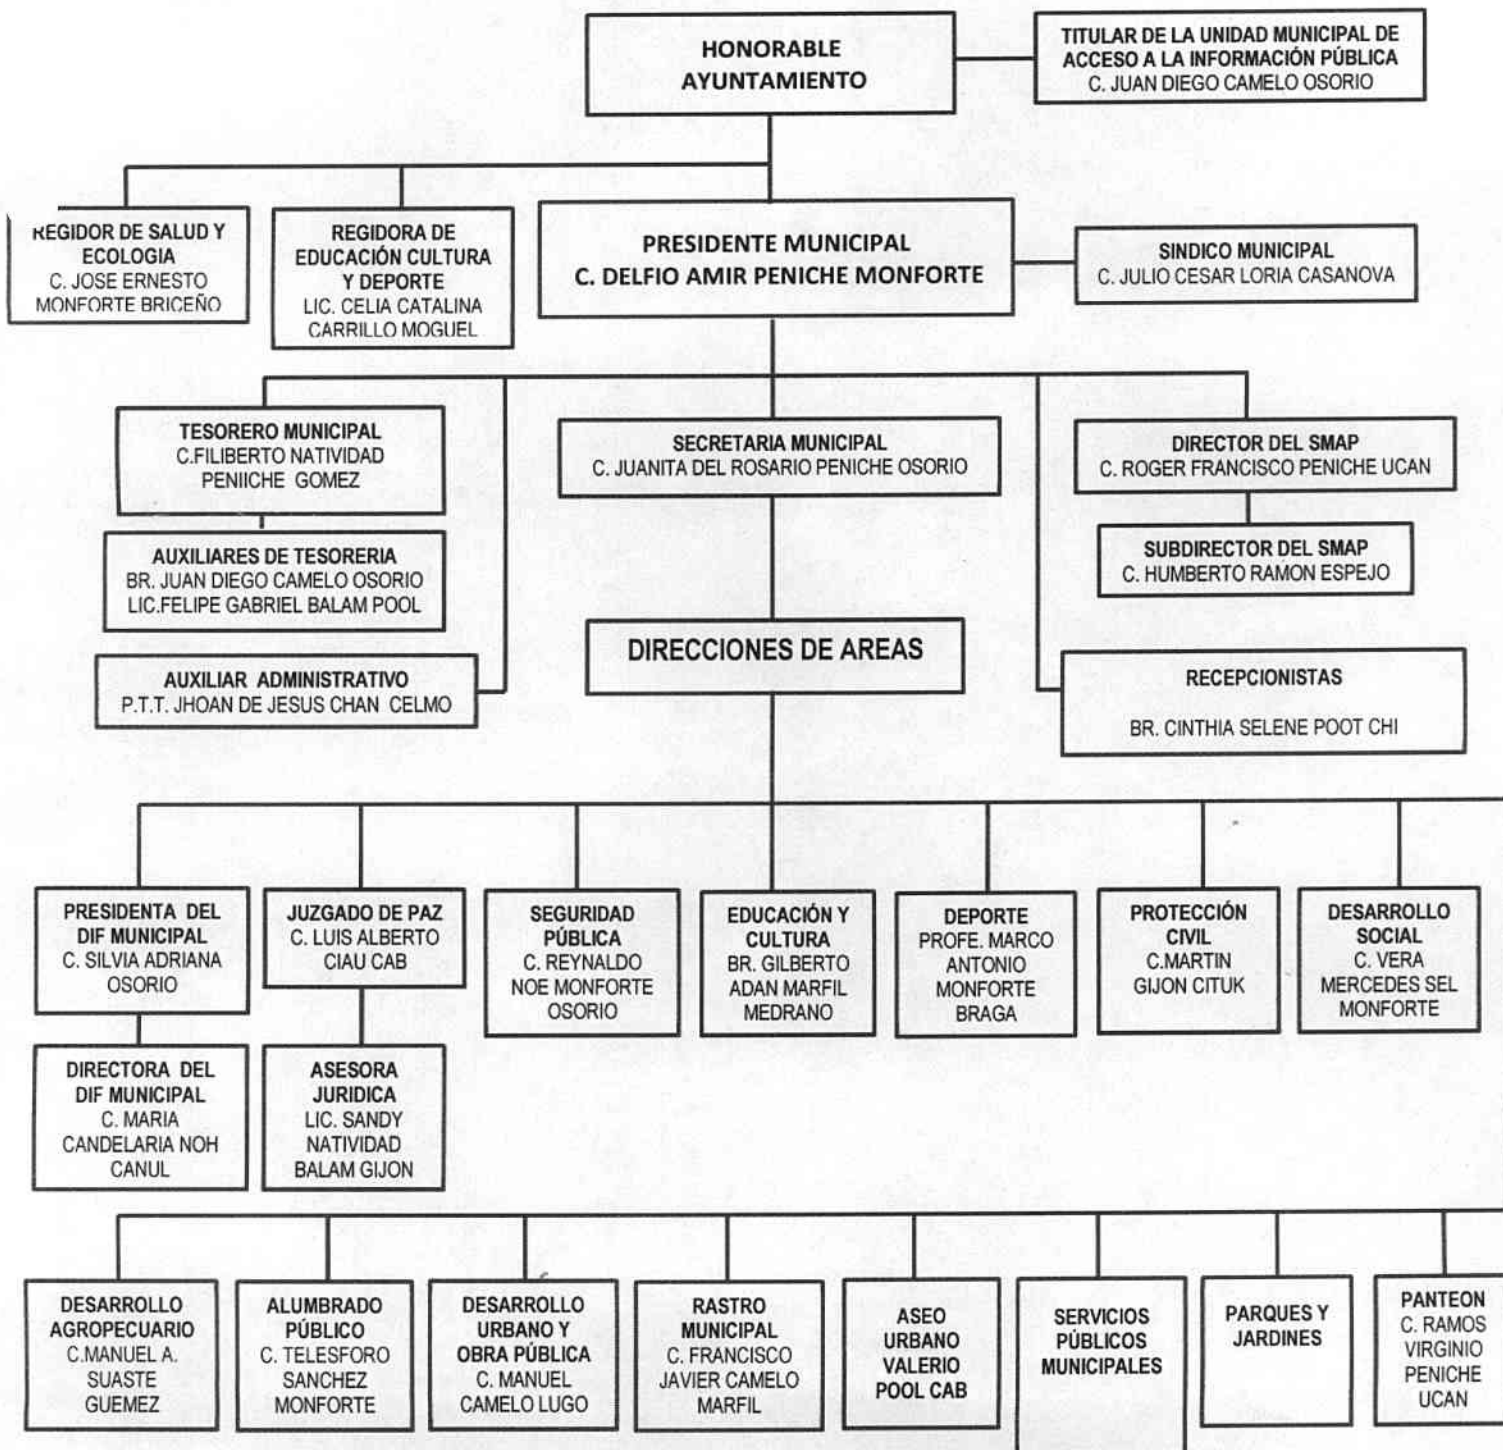 HONORABLE
AYUNTAMIENTO
TITULAR DE LA UNIDAD MUNICIPAL DE
ACCESO A LA INFORMACIÓN PÚBLICA
C. JUAN DIEGO CAMELO OSORIO
REGIDOR DE SALUD Y
ECOLOGIA
C. JOSE ERNESTO
MONFORTE BRICEÑO
REGIDORA DE
EDUCACIÓN CULTURA
Y DEPORTE
LIC. CELIA CATALINA
CARRILLO MOGUEL
PRESIDENTE MUNICIPAL
C. DELFIO AMIR PENICHE MONFORTE
SINDICO MUNICIPAL
C. JULIO CESAR LORIA CASANOVA
TESORERO MUNICIPAL
C.FILIBERTO NATIVIDAD
PENIICHE GOMEZ
SECRETARIA MUNICIPAL
C. JUANITA DEL ROSARIO PENICHE OSORIO
DIRECTOR DEL SMAP
C. ROGER FRANCISCO PENICHE UCAN
AUXILIARES DE TESORERIA
BR. JUAN DIEGO CAMELO OSORIO
LIC.FELIPE GABRIEL BALAM POOL
SUBDIRECTOR DEL SMAP
C. HUMBERTO RAMON ESPEJO
DIRECCIONES DE AREAS
AUXILIAR ADMINISTRATIVO
P.T.T. JHOAN DE JESUS CHAN CELMO
RECEPCIONISTAS
BR. CINTHIA SELENE POOT CHI
PRESIDENTA DEL
DIF MUNICIPAL
C. SILVIA ADRIANA
OSORIO
JUZGADO DE PAZ
C. LUIS ALBERTO
CIAU CAB
SEGURIDAD
PÚBLICA
C. REYNALDO
NOE MONFORTE
OSORIO
EDUCACIÓN Y
CULTURA
BR. GILBERTO
ADAN MARFIL
MEDRANO
DEPORTE
PROFE. MARCO
ANTONIO
MONFORTE
BRAGA
PROTECCIÓN
CIVIL
C.MARTIN
GIJON CITUK
DESARROLLO
SOCIAL
C. VERA
MERCEDES SEL
MONFORTE
DIRECTORA DEL
DIF MUNICIPAL
C. MARIA
CANDELARIA NOH
CANUL
ASESORA
JURIDICA
LIC. SANDY
NATIVIDAD
BALAM GIJON
DESARROLLO
AGROPECUARIO
C.MANUEL A.
SUASTE
GUEMEZ
ALUMBRADO
PÚBLICO
C. TELESFORO
SANCHEZ
MONFORTE
DESARROLLO
URBANO Y
OBRA PÚBLICA
C. MANUEL
CAMELO LUGO
RASTRO
MUNICIPAL
C. FRANCISCO
JAVIER CAMELO
MARFIL
ASEO
URBANO
VALERIO
POOL CAB
SERVICIOS
PÚBLICOS
MUNICIPALES
PARQUES Y
JARDINES
PANTEON
C. RAMOS
VIRGINIO
PENICHE
UCAN